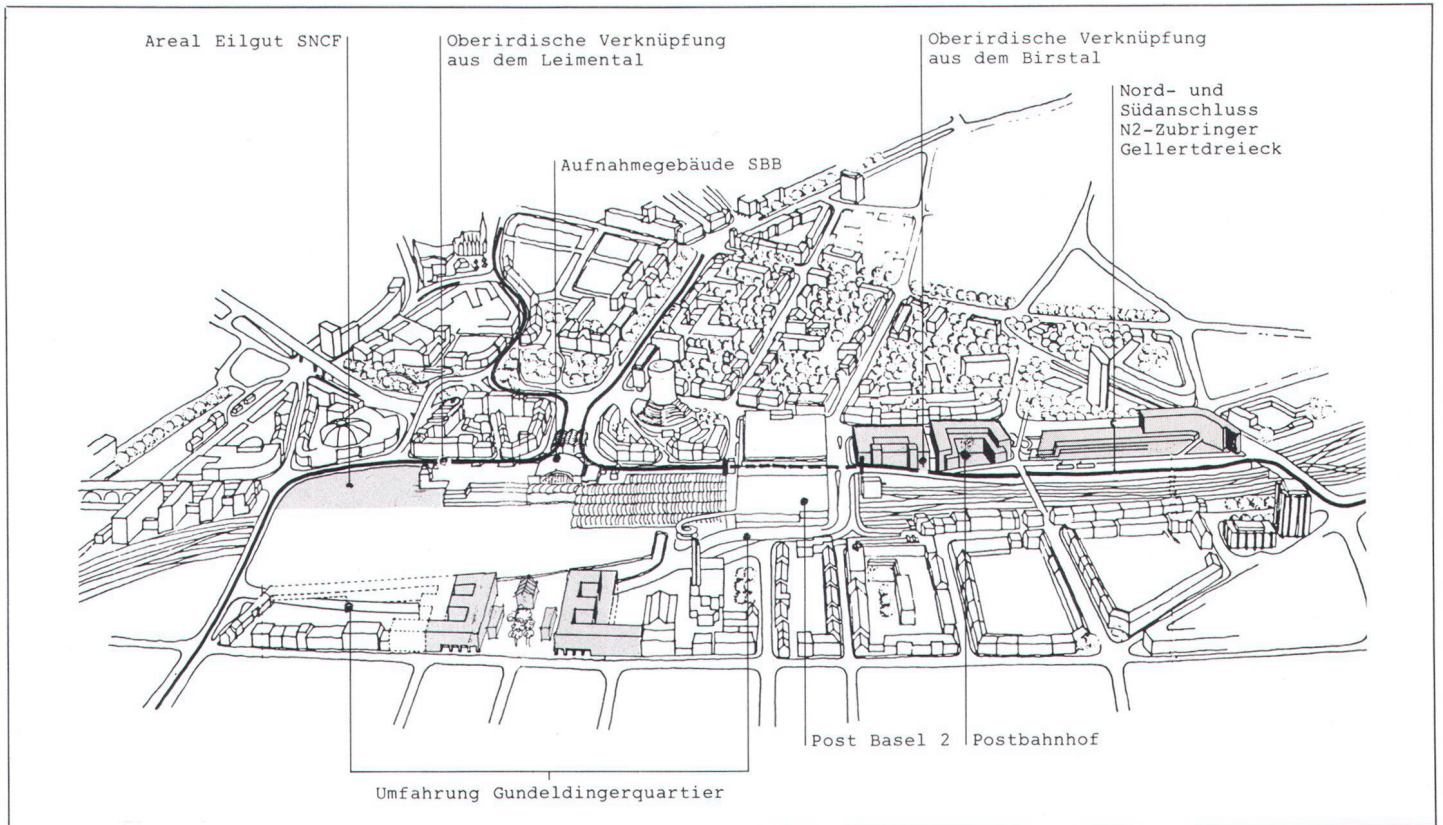 Areal Eilgut SNCF
Oberirdische Verknüpfung
aus dem Leimental
Oberirdische Verknüpfung
aus dem Birstal
Nord- und
Südanschluss
N2-Zubringer
Gellertdreieck
Aufnahmegebäude SBB
Post Basel 2
Postbahnhof
Umfahrung Gundeldingerquartier